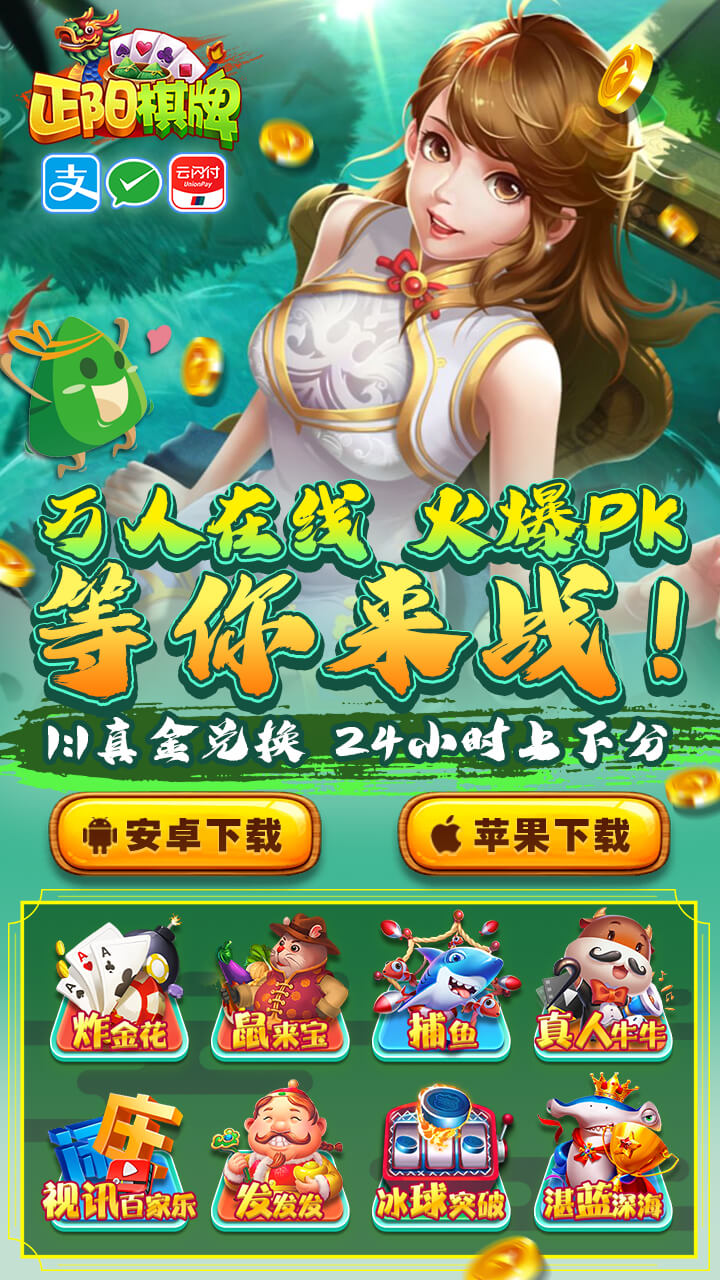 正阳棋牌
支
云闪付
UnionPay
万人在线 火爆PK
等你来战！
1:1真金兑换 24小时上下分
安卓下载
苹果下载
炸金花
鼠来宝
捕鱼
真人牛牛
闲
庄
视讯百家乐
发发发
冰球突破
湛蓝深海